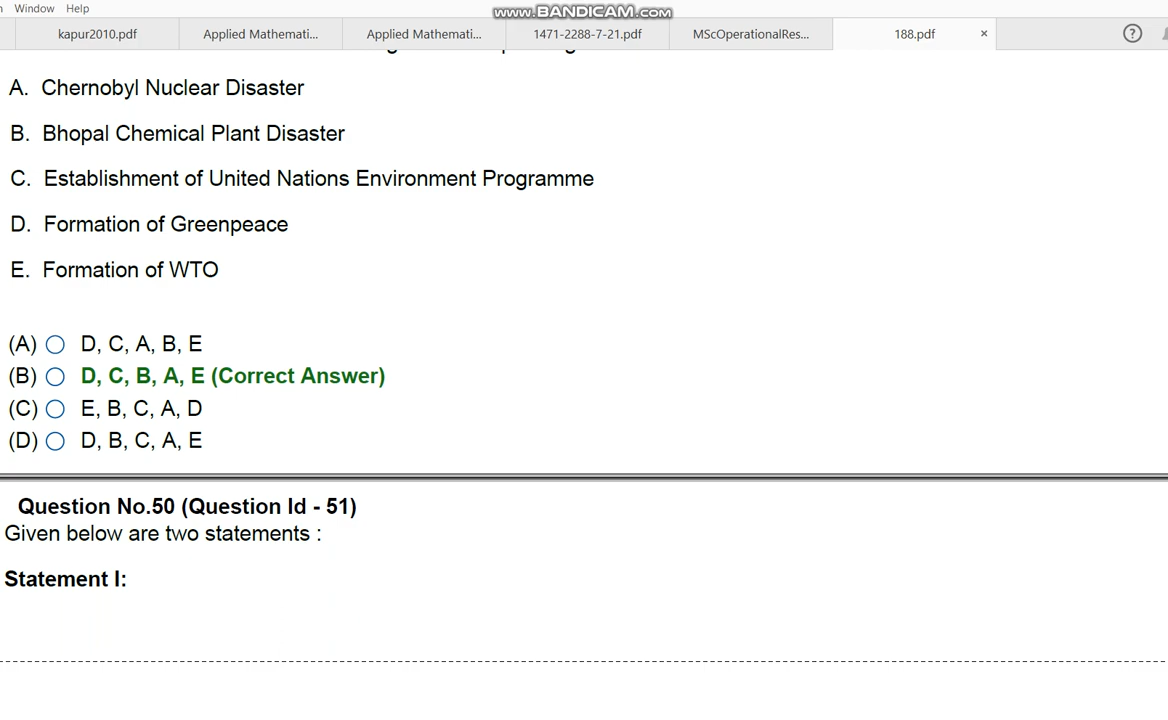 Window Help
www.BANDICAM.com
kapur2010.pdf Applied Mathemati... Applied Mathemati... 1471-2288-7-21.pdf MScOperationalRes... 188.pdf × ?
A. Chernobyl Nuclear Disaster
B. Bhopal Chemical Plant Disaster
C. Establishment of United Nations Environment Programme
D. Formation of Greenpeace
E. Formation of WTO
(A) D, C, A, B, E
(B) D, C, B, A, E (Correct Answer)
(C) E, B, C, A, D
(D) D, B, C, A, E
Question No.50 (Question Id - 51)
Given below are two statements :
Statement I: